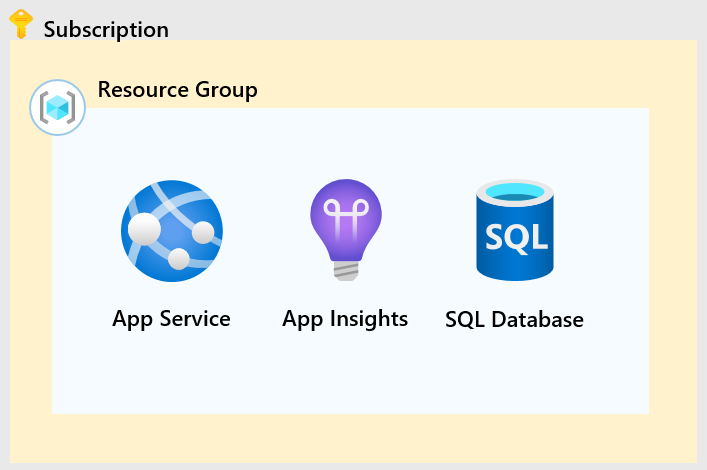 Subscription
Resource Group
SQL
App Service
App Insights
SQL Database